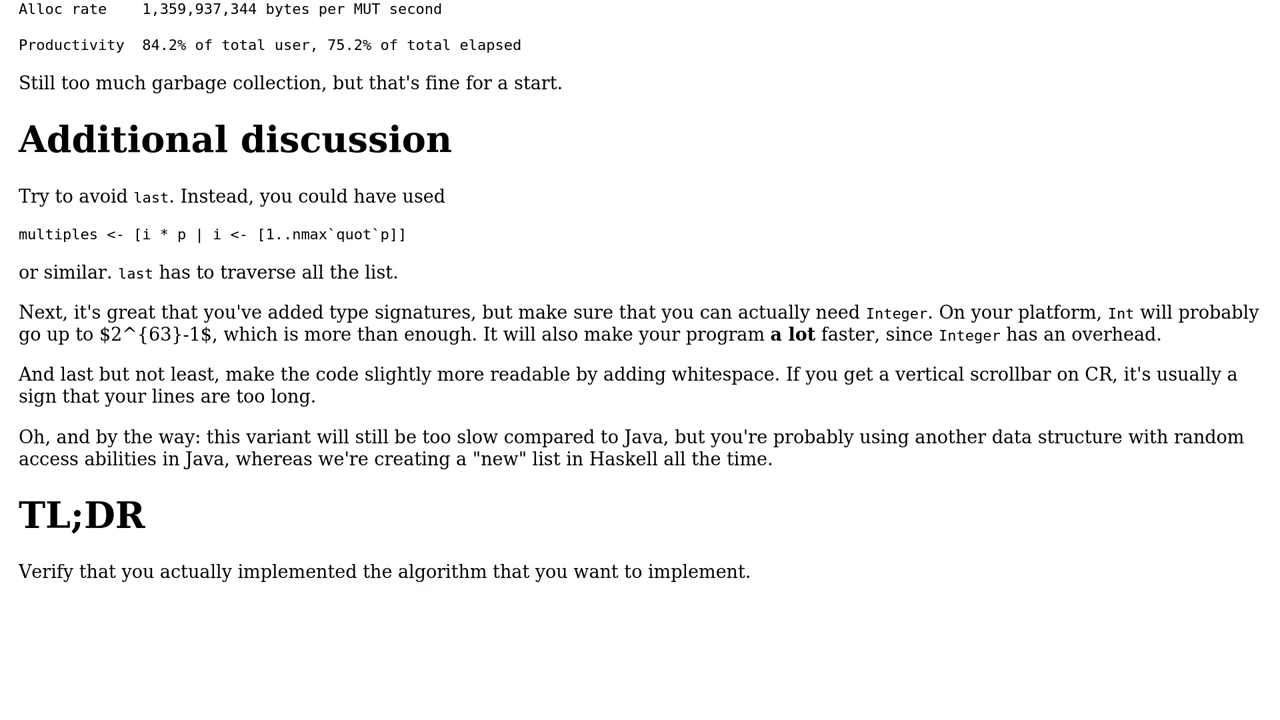 Alloc rate    1,359,937,344 bytes per MUT second
Productivity  84.2% of total user, 75.2% of total elapsed
Still too much garbage collection, but that's fine for a start.
Additional discussion
Try to avoid last. Instead, you could have used
multiples <- [i * p | i <- [1..nmax`quot`p]]
or similar. last has to traverse all the list.
Next, it's great that you've added type signatures, but make sure that you can actually need Integer. On your platform, Int will probably
go up to $2^{63}-1$, which is more than enough. It will also make your program a lot faster, since Integer has an overhead.
And last but not least, make the code slightly more readable by adding whitespace. If you get a vertical scrollbar on CR, it's usually a
sign that your lines are too long.
Oh, and by the way: this variant will still be too slow compared to Java, but you're probably using another data structure with random
access abilities in Java, whereas we're creating a "new" list in Haskell all the time.
TL;DR
Verify that you actually implemented the algorithm that you want to implement.